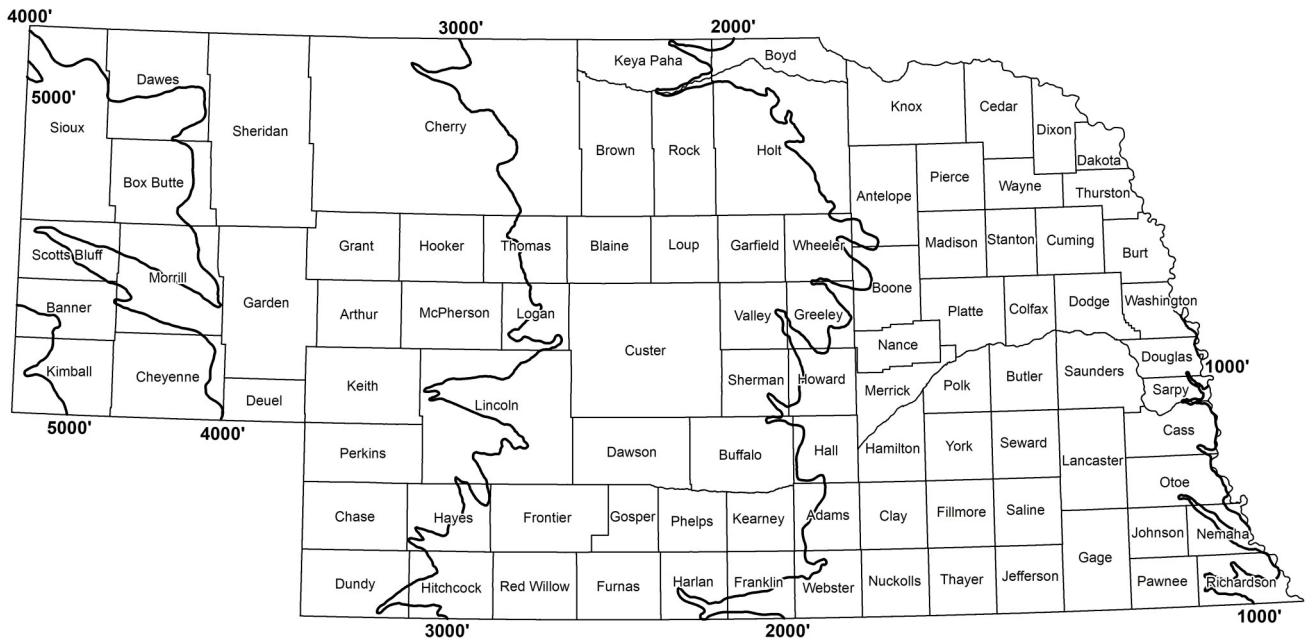 4000'
3000'
2000'
Keya Paha
Boyd
Dawes
5000'
Sioux
Sheridan
Cherry
Knox
Cedar
Dixon
Dakota
Brown
Rock
Holt
Box Butte
Antelope
Pierce
Wayne
Thurston
Scotts Bluff
Morrill
Grant
Hooker
Thomas
Blaine
Loup
Garfield
Wheeler
Madison
Stanton
Cuming
Burt
Banner
Garden
Arthur
McPherson
Logan
Custer
Valley
Greeley
Boone
Platte
Colfax
Dodge
Washington
Nance
Kimball
Cheyenne
Deuel
Keith
Lincoln
Sherman
Howard
Merrick
Polk
Butler
Saunders
Douglas
1000'
Sarpy
5000'
4000'
Perkins
Dawson
Buffalo
Hall
Hamilton
York
Seward
Lancaster
Cass
Otoe
Chase
Hayes
Frontier
Gosper
Phelps
Kearney
Adams
Clay
Fillmore
Saline
Johnson
Nemaha
Gage
Dundy
Hitchcock
Red Willow
Furnas
Harlan
Franklin
Webster
Nuckolls
Thayer
Jefferson
Pawnee
Richardson
3000'
2000'
1000'